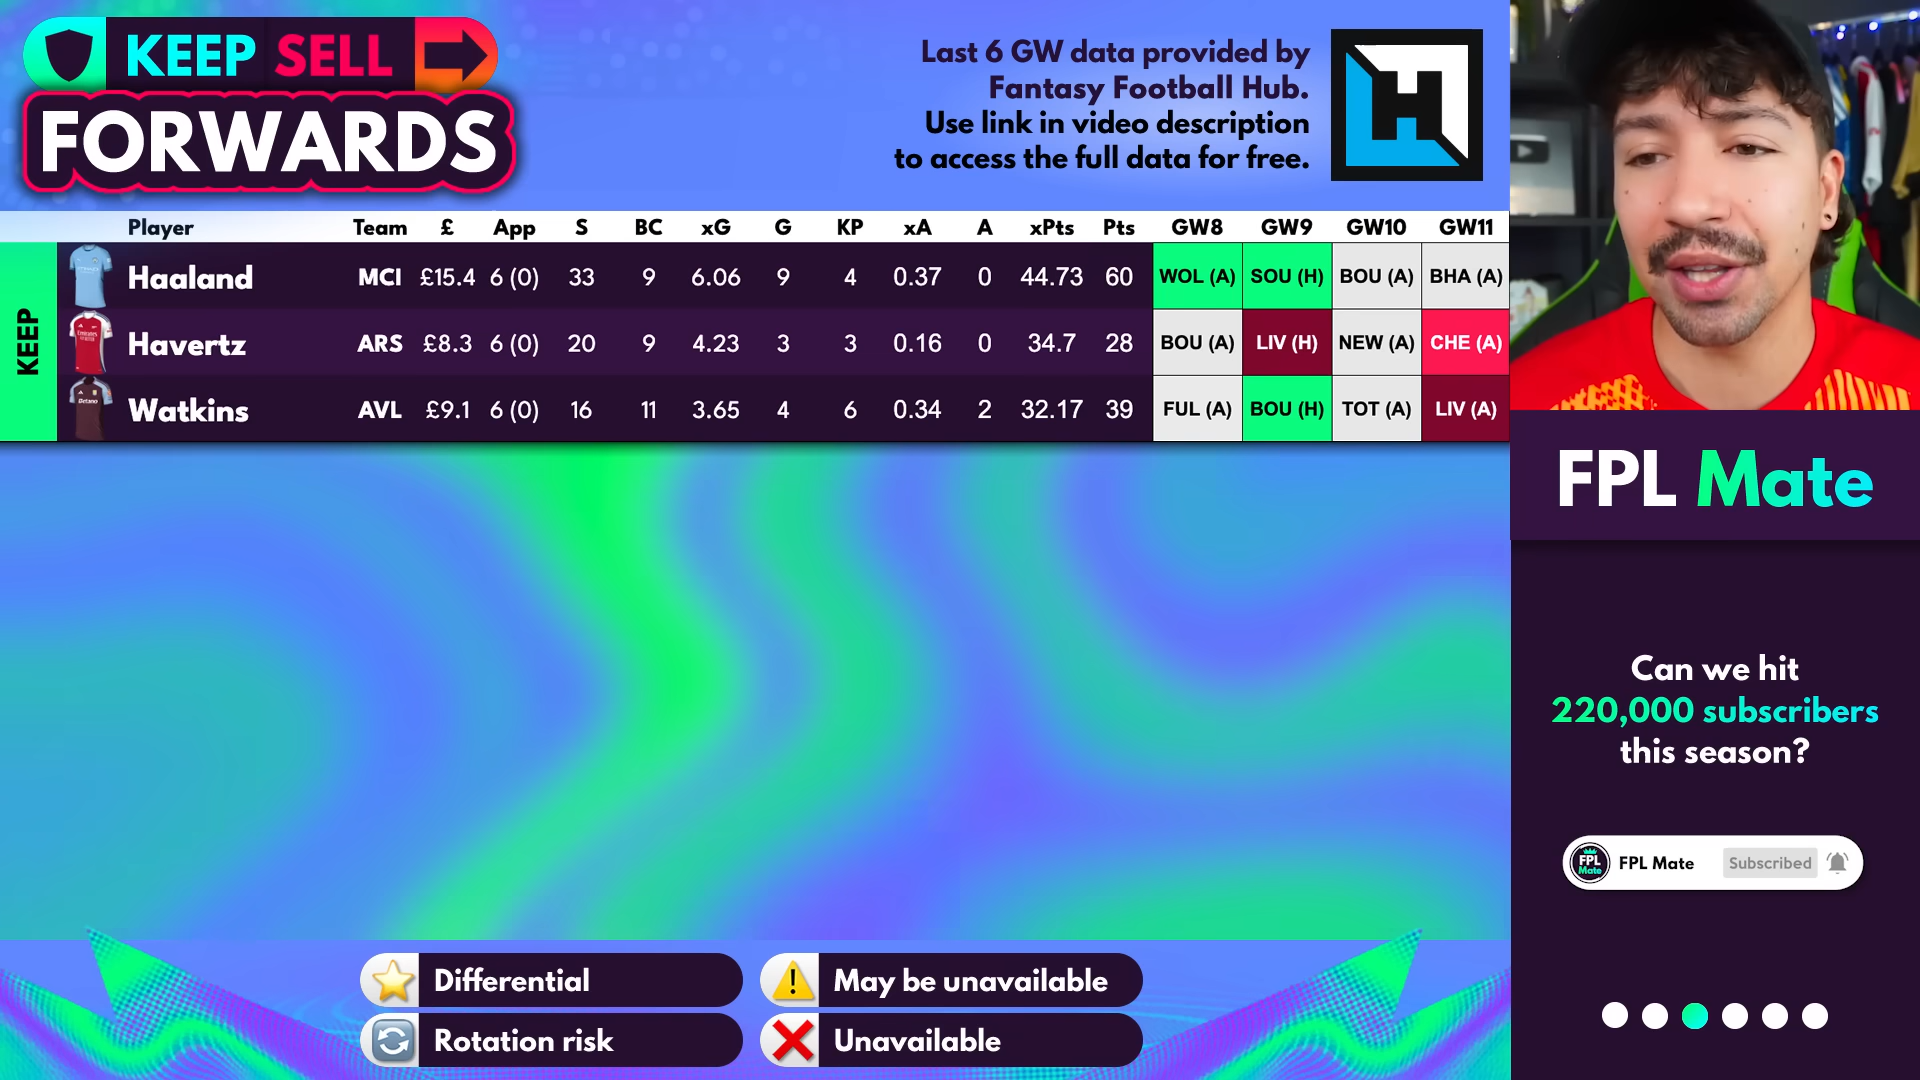 KEEP SELL
FORWARDS
Last 6 GW data provided by
Fantasy Football Hub.
Use link in video description
to access the full data for free.
H
Player Team £ App S BC xG G KP xA A xPts Pts GW8 GW9 GW10 GW11
KEEP
Haaland MCI £15.4 6 (0) 33 9 6.06 9 4 0.37 0 44.73 60 WOL (A) SOU (H) BOU (A) BHA (A)
Havertz ARS £8.3 6 (0) 20 9 4.23 3 3 0.16 0 34.7 28 BOU (A) LIV (H) NEW (A) CHE (A)
Watkins AVL £9.1 6 (0) 16 11 3.65 4 6 0.34 2 32.17 39 FUL (A) BOU (H) TOT (A) LIV (A)
FPL Mate
Can we hit
220,000 subscribers
this season?
FPL Mate FPL Mate Subscribed
Differential
May be unavailable
Rotation risk
Unavailable